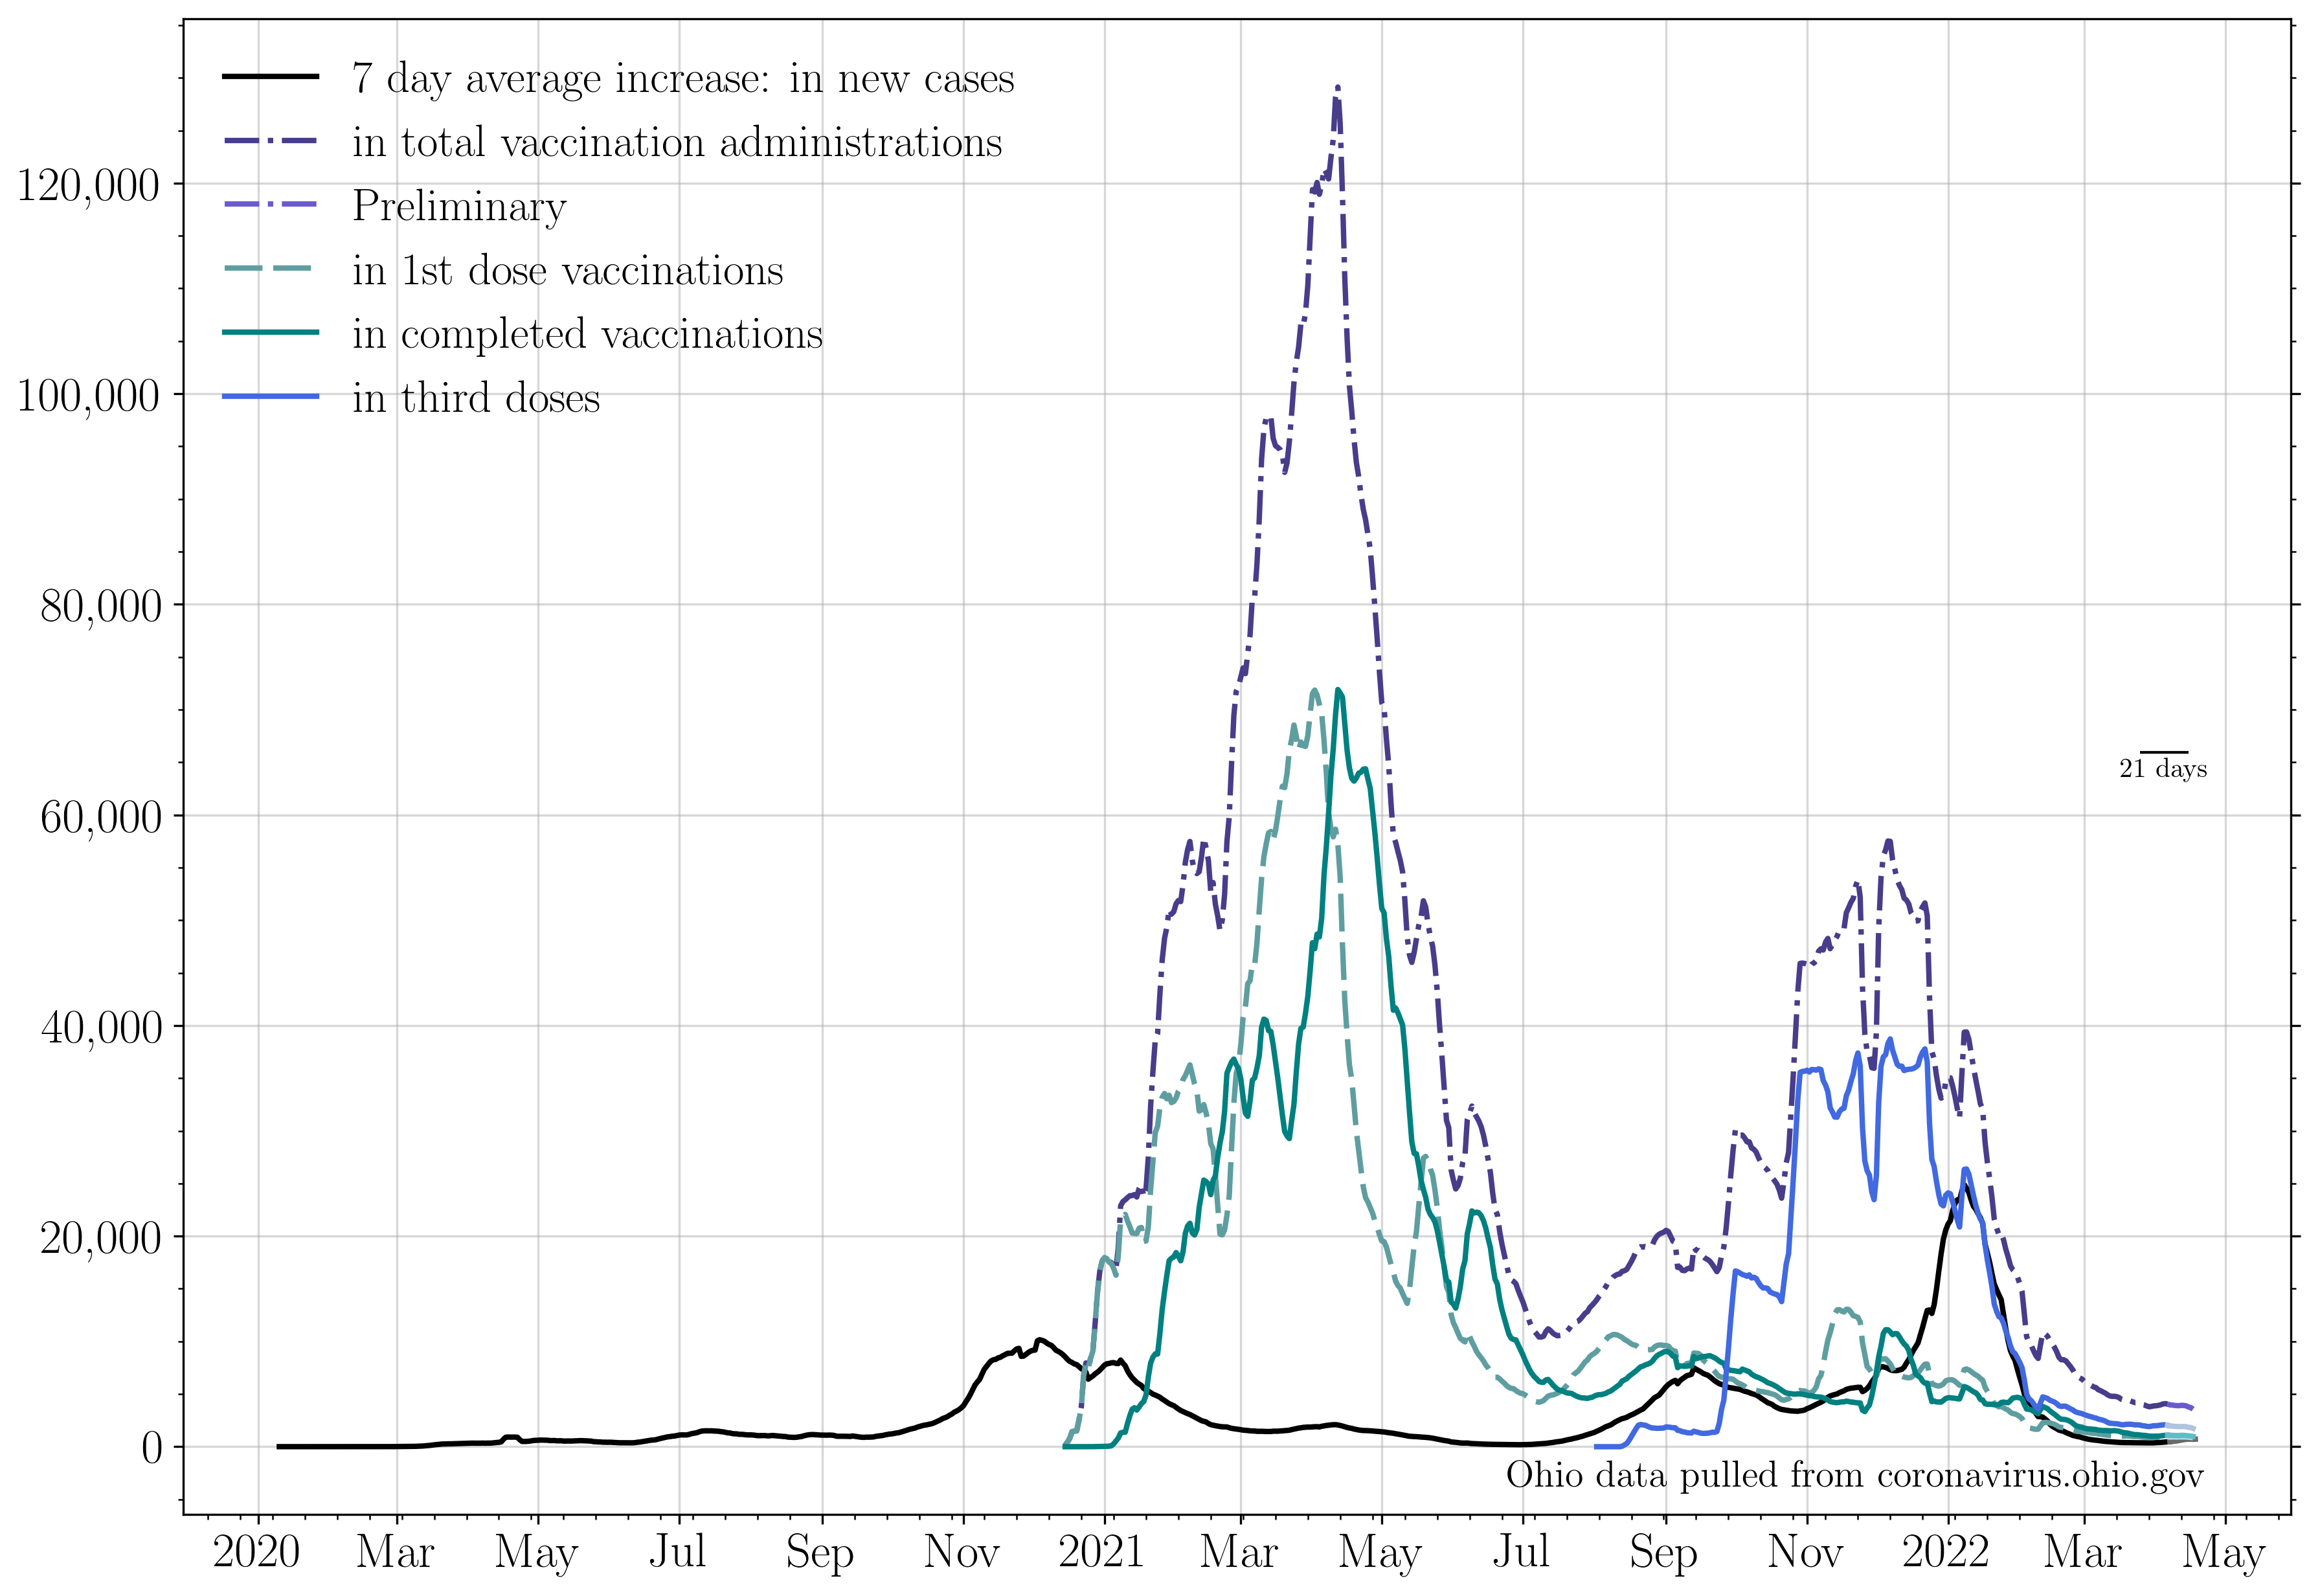 7 day average increase: in new cases
in total vaccination administrations
Preliminary
in 1st dose vaccinations
in completed vaccinations
in third doses
120,000
100,000
80,000
60,000
40,000
20,000
0
21 days
Ohio data pulled from coronavirus.ohio.gov
2020 Mar May Jul Sep Nov 2021 Mar May Jul Sep Nov 2022 Mar May